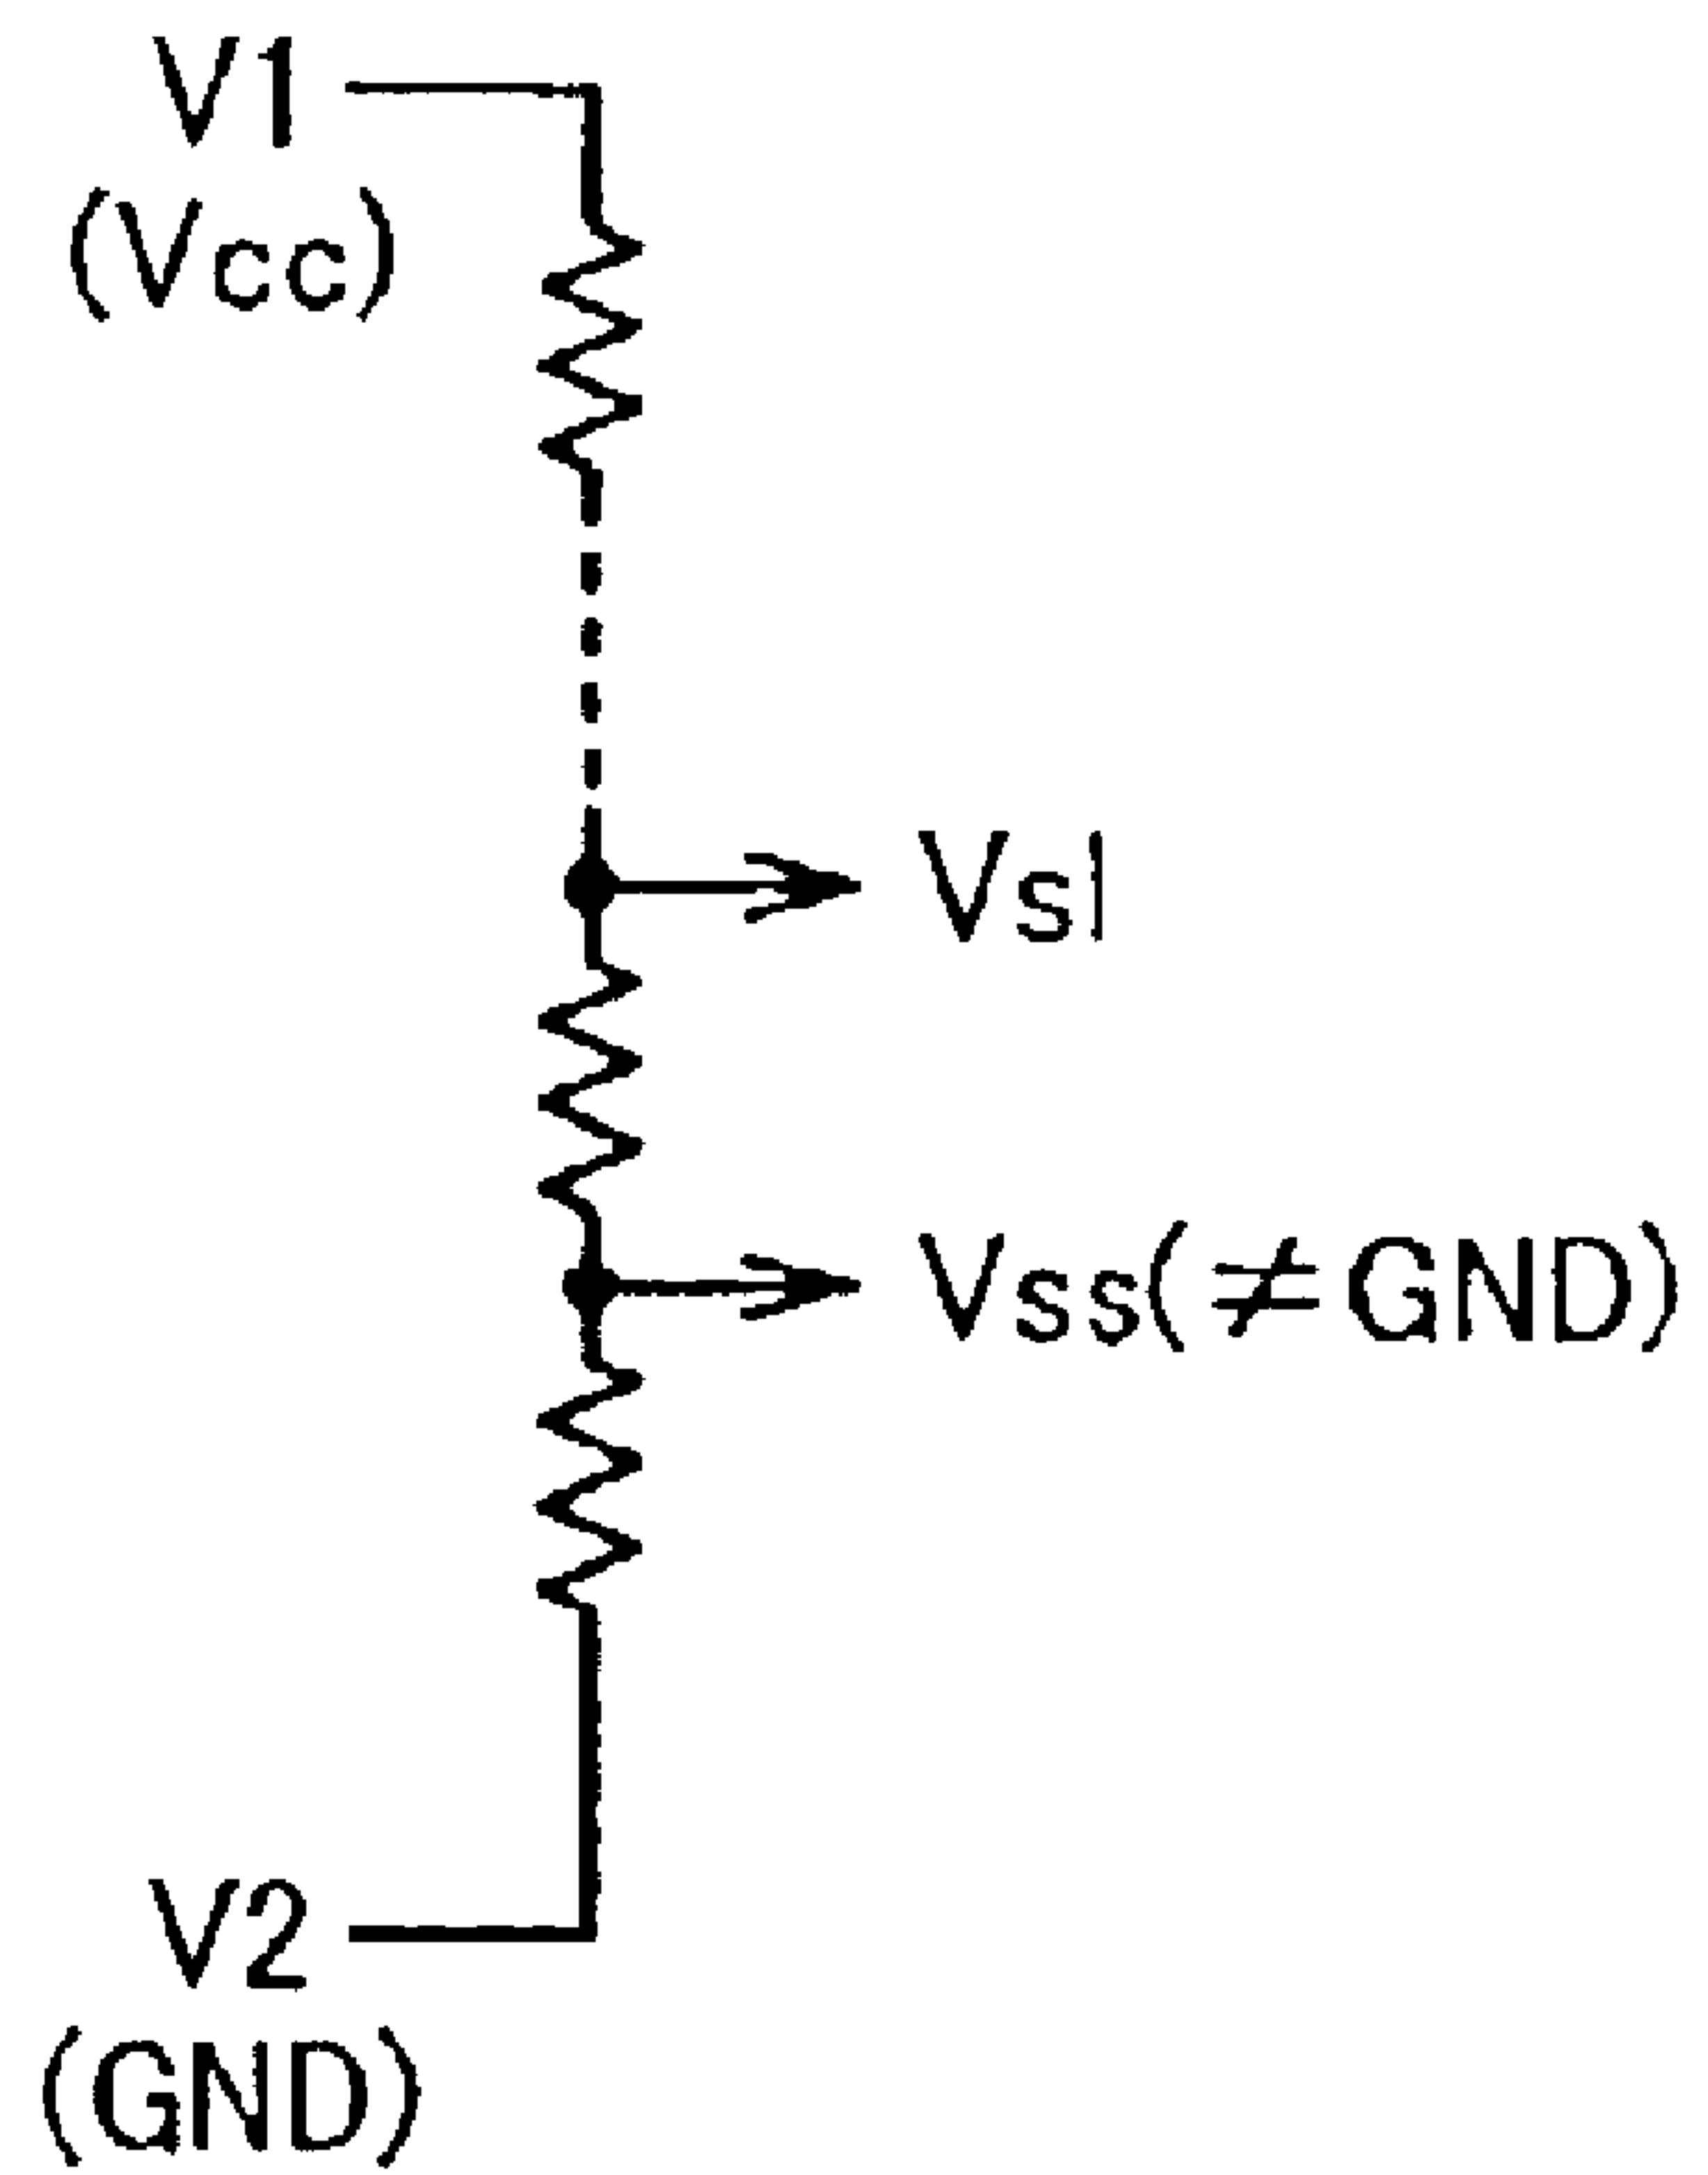 V1
(Vcc)
Vsl
Vss(≠GND)
V2
(GND)